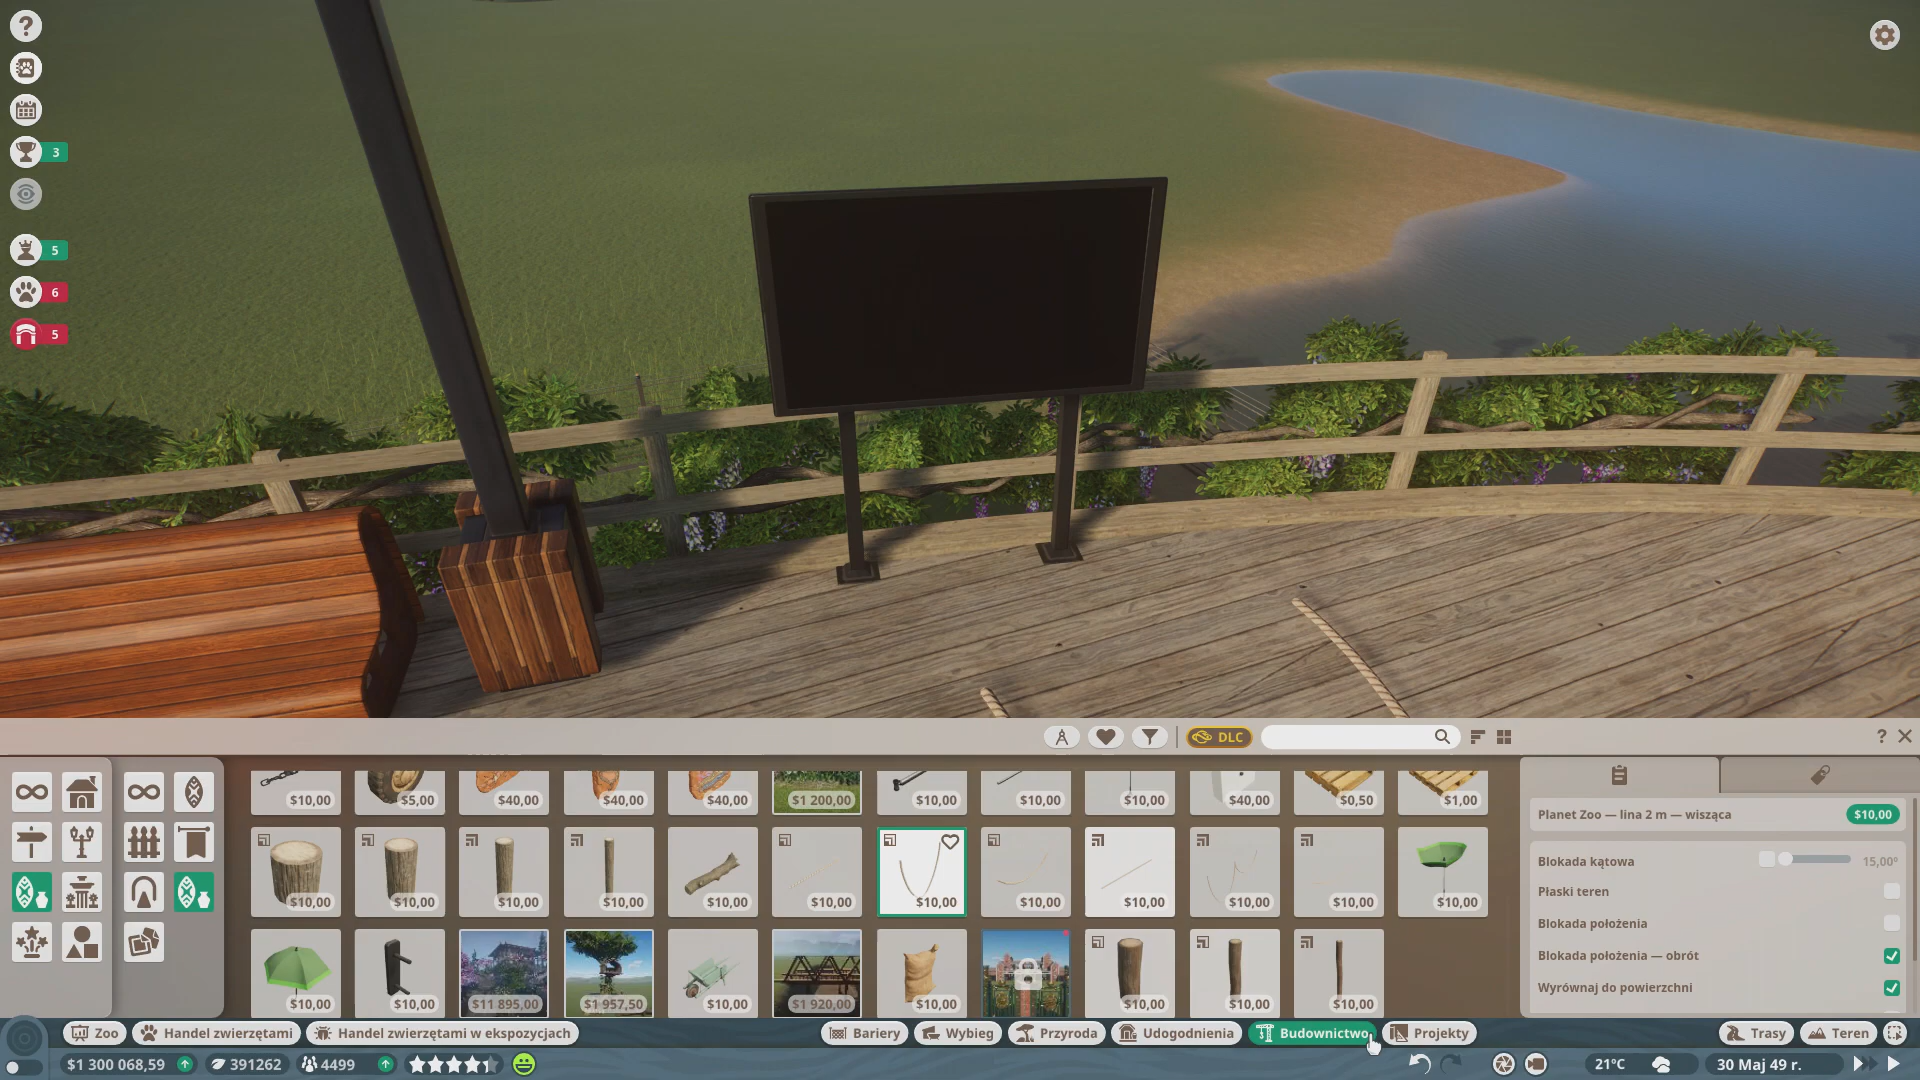 ?
3
5
6
5
DLC
?
$10,00 $5,00 $40,00 $40,00 $40,00 $1 200,00 $10,00 $10,00 $10,00 $40,00 $0,50 $1,00
$10,00 $10,00 $10,00 $10,00 $10,00 $10,00 $10,00 $10,00 $10,00 $10,00 $10,00 $10,00
$10,00 $10,00 $11 895,00 $1 957,50 $10,00 $1 920,00 $10,00 $10,00 $10,00 $10,00
Planet Zoo — lina 2 m — wisząca $10,00
Blokada kątowa 15,00°
Płaski teren
Blokada położenia
Blokada położenia — obrót
Wyrównaj do powierzchni
Zoo Handel zwierzętami Handel zwierzętami w ekspozycjach Bariery Wybieg Przyroda Udogodnienia Budownictwo Projekty Trasy Teren
$1 300 068,59 391262 4499 21°C 30 Maj 49 r.